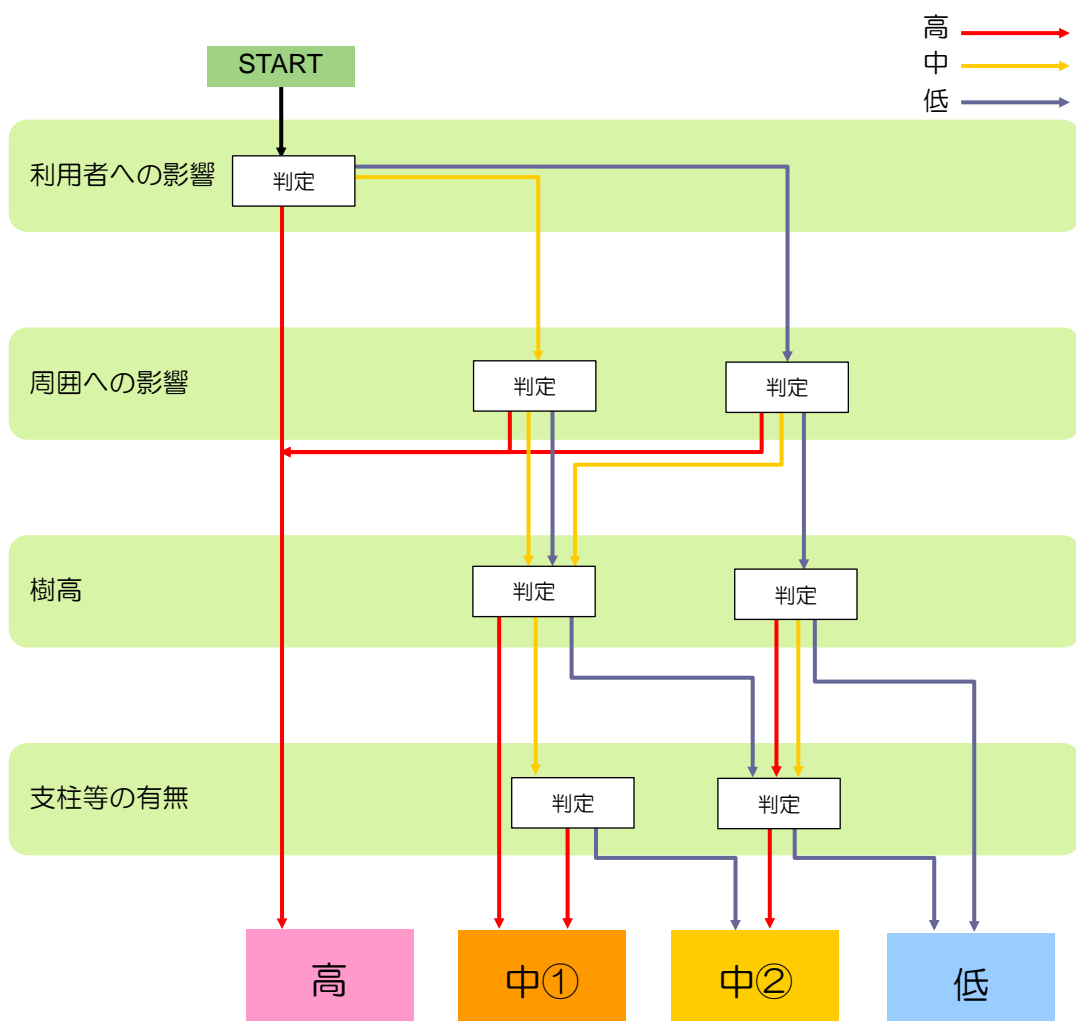 高
中
低
START
利用者への影響
判定
周囲への影響
判定
判定
樹高
判定
判定
支柱等の有無
判定
判定
高
中①
中②
低